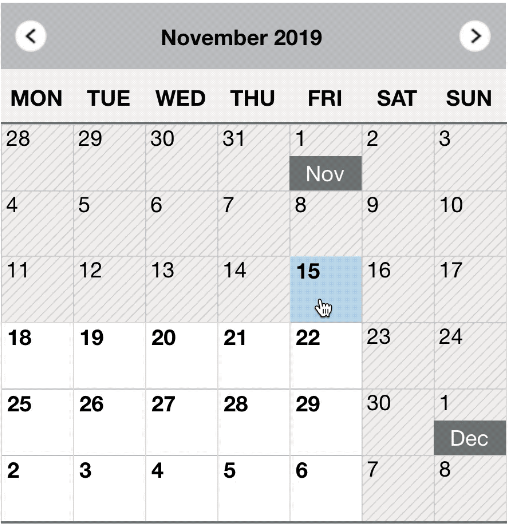 November 2019
MON TUE WED THU FRI SAT SUN
28 29 30 31 1 2 3
Nov
4 5 6 7 8 9 10
11 12 13 14 15 16 17
18 19 20 21 22 23 24
25 26 27 28 29 30 1
Dec
2 3 4 5 6 7 8